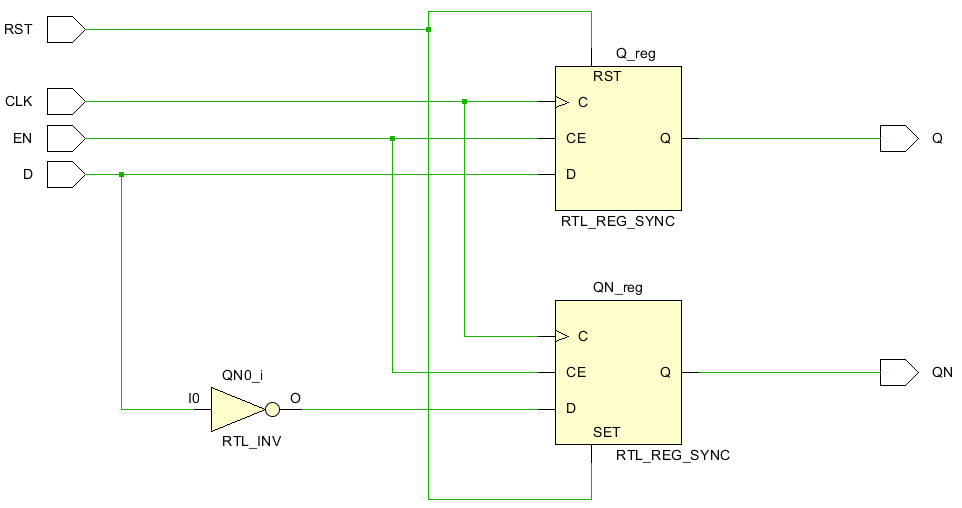 RST
Q_reg
RST
CLK
C
EN
CE
Q
Q
D
D
RTL_REG_SYNC
QN_reg
C
QN0_i
CE
Q
QN
I0
O
D
RTL_INV
SET
RTL_REG_SYNC